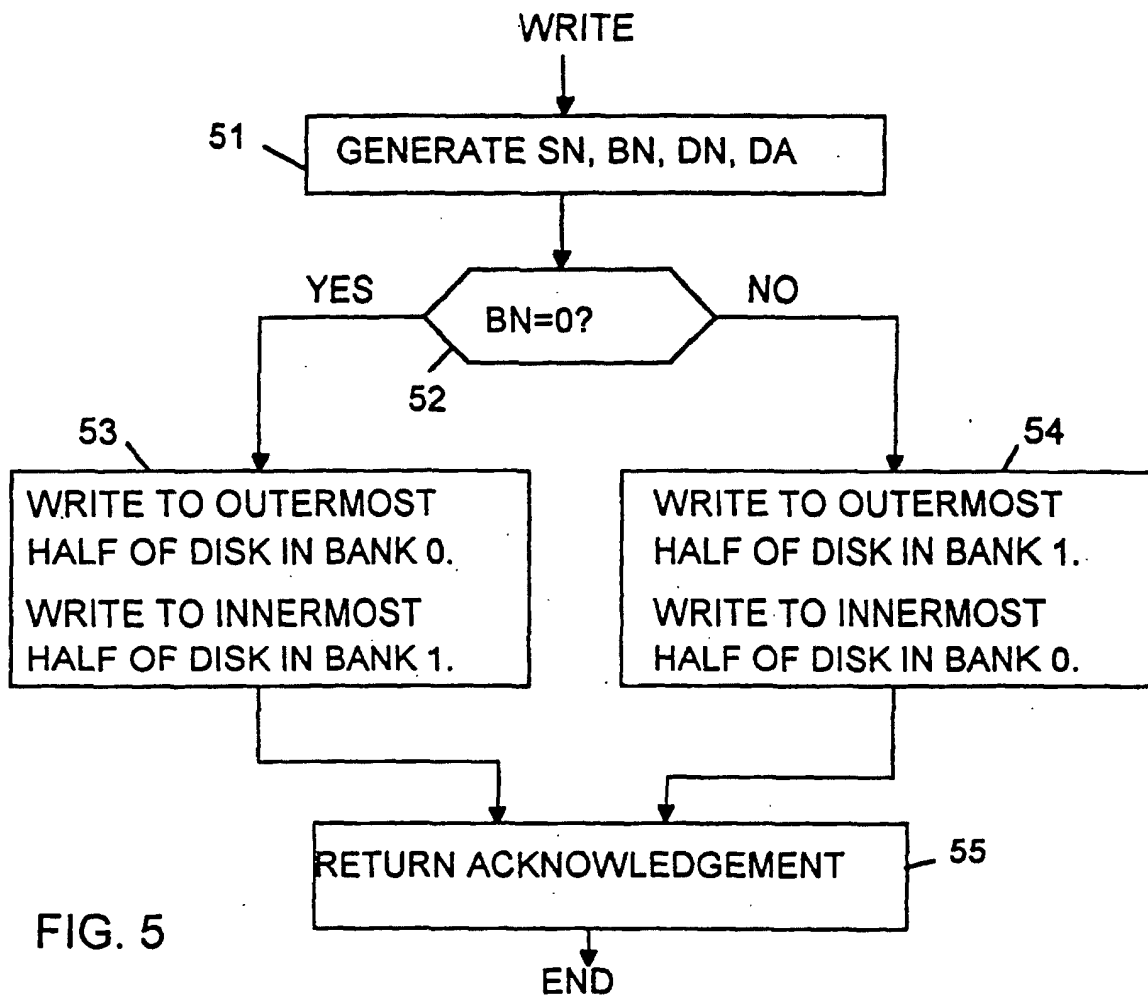 WRITE
51
GENERATE SN, BN, DN, DA
YES
BN=0?
NO
52
53
WRITE TO OUTERMOST
HALF OF DISK IN BANK 0.
WRITE TO INNERMOST
HALF OF DISK IN BANK 1.
54
WRITE TO OUTERMOST
HALF OF DISK IN BANK 1.
WRITE TO INNERMOST
HALF OF DISK IN BANK 0.
RETURN ACKNOWLEDGEMENT
55
FIG. 5
END